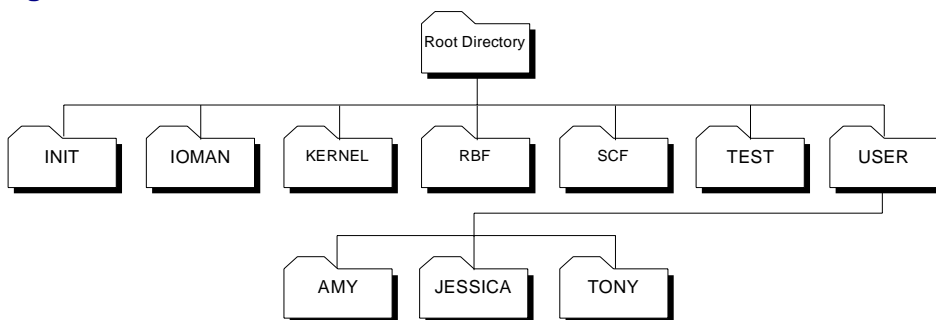 Root Directory
INIT IOMAN KERNEL RBF SCF TEST USER
AMY JESSICA TONY